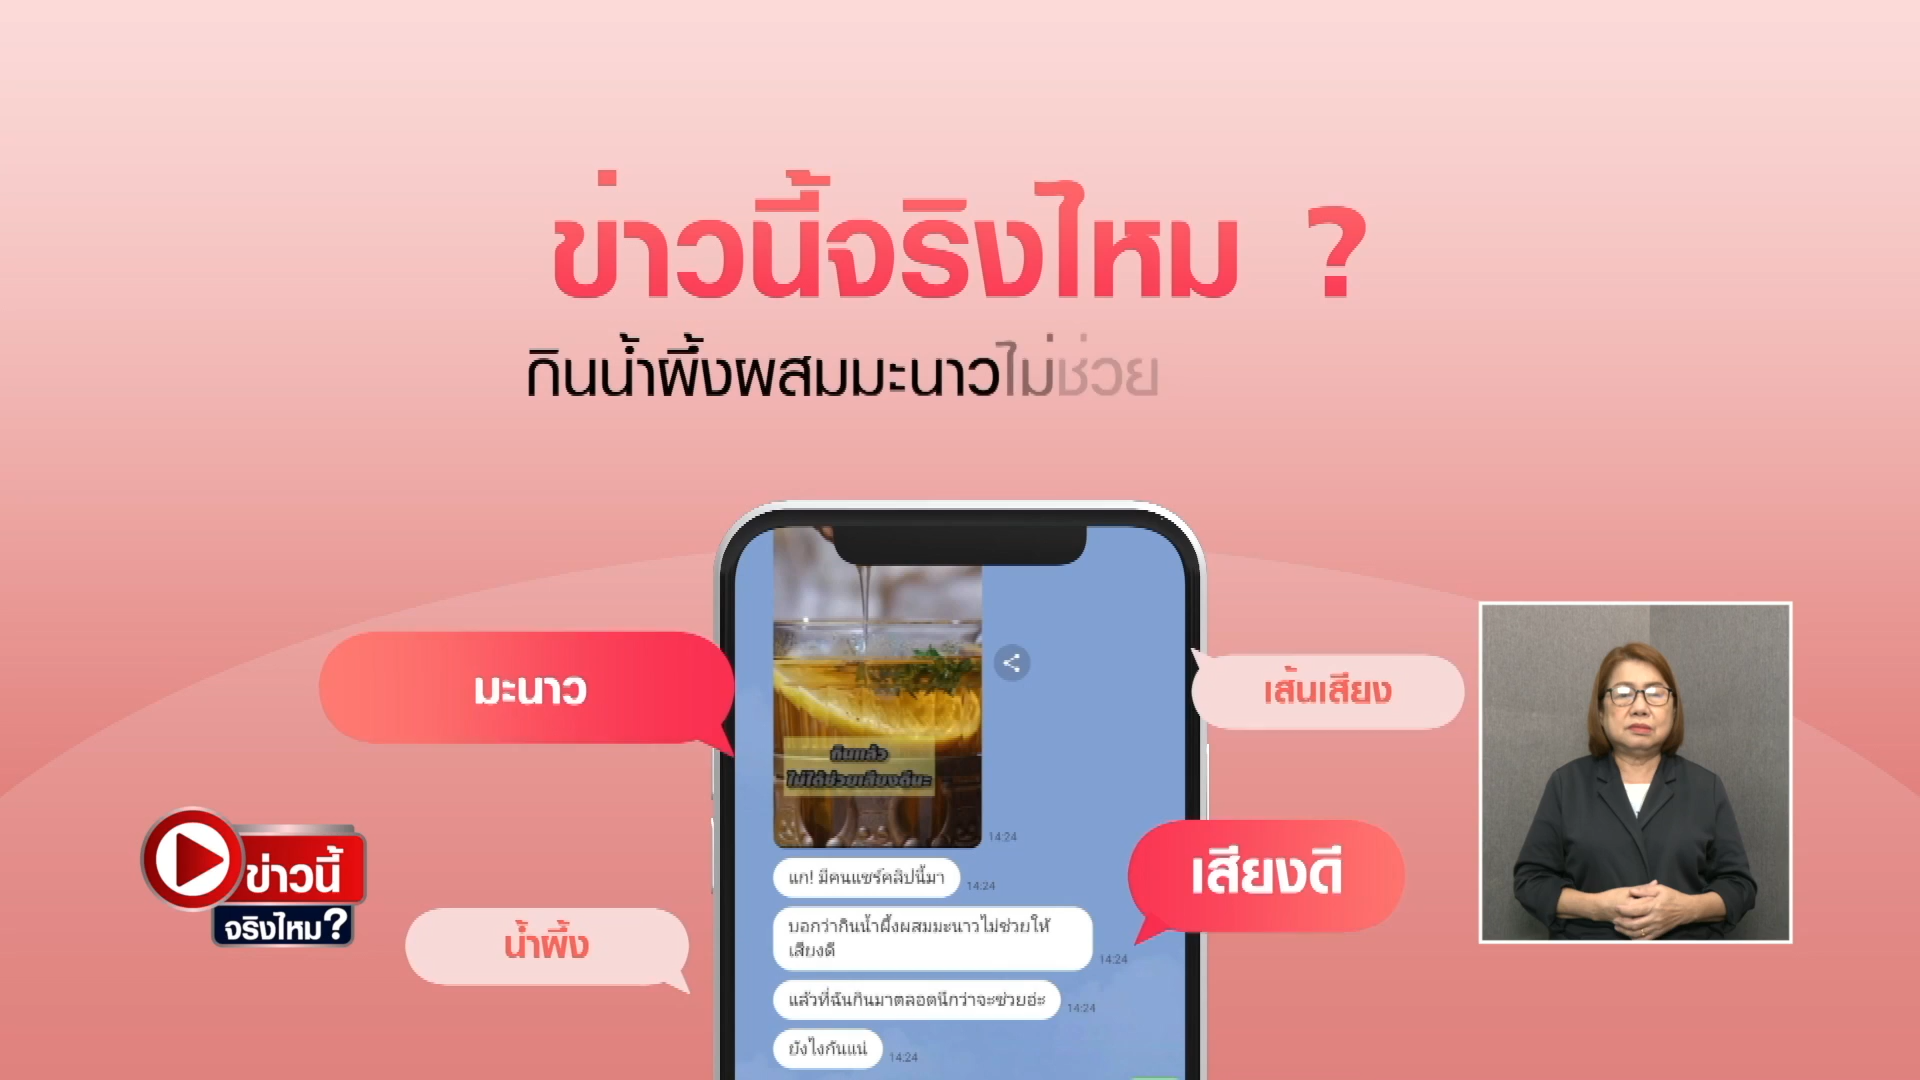 ข่าวนี้จริงไหม ?
กินน้ำผึ้งผสมมะนาวไม่ช่วย
มะนาว
เส้นเสียง
กินแล้ว
ไม่ได้ช่วยเสียงดีนะ
14:24
แก! มีคนแชร์คลิปนี้มา
14:24
เสียงดี
ข่าวนี้
จริงไหม?
น้ำผึ้ง
บอกว่ากินน้ำผึ้งผสมมะนาวไม่ช่วยให้
เสียงดี
14:24
แล้วที่ฉันกินมาตลอดนึกว่าจะช่วยอ่ะ
14:24
ยังไงกันแน่
14:24